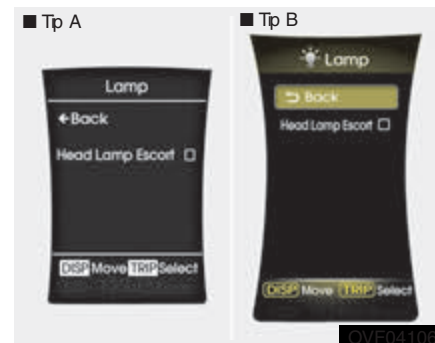 ■ Tip A
Lamp
←Back
Head Lamp Escort □
DISP Move TRIP Select
■ Tip B
Lamp
⮌ Back
Head Lamp Escort □
DISP Move TRIP Select
OVF04106